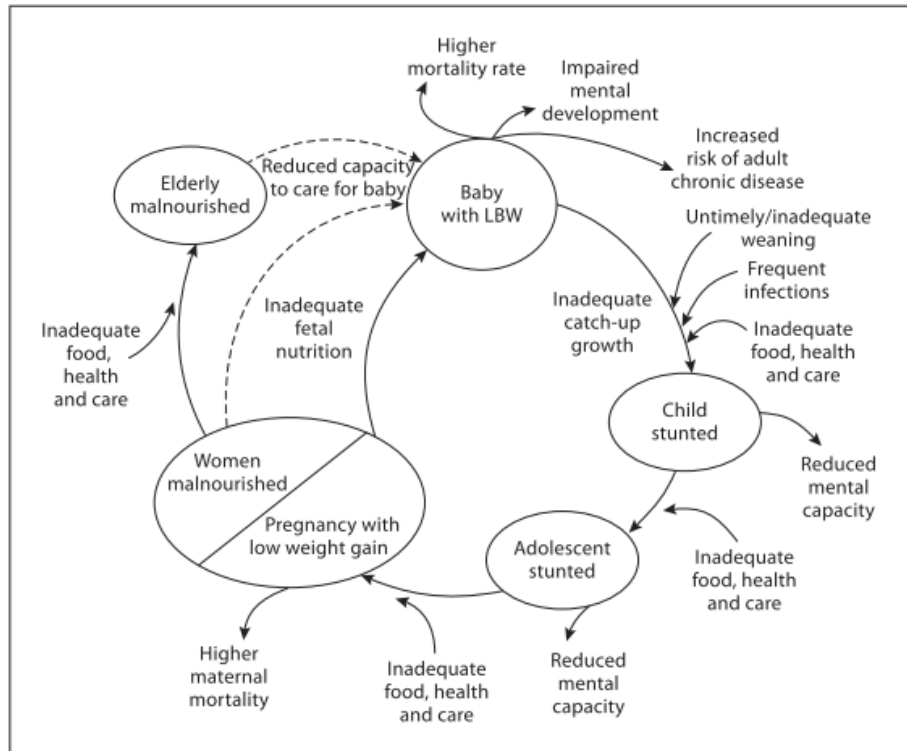 Higher
mortality rate
Impaired
mental
development
Increased
risk of adult
chronic disease
Elderly
malnourished
Reduced capacity
to care for baby
Baby
with LBW
Untimely/inadequate
weaning
Frequent
infections
Inadequate
food, health
and care
Inadequate
catch-up
growth
Inadequate
fetal
nutrition
Inadequate
food,
health
and care
Child
stunted
Reduced
mental
capacity
Women
malnourished
Pregnancy with
low weight gain
Adolescent
stunted
Inadequate
food, health
and care
Higher
maternal
mortality
Inadequate
food, health
and care
Reduced
mental
capacity